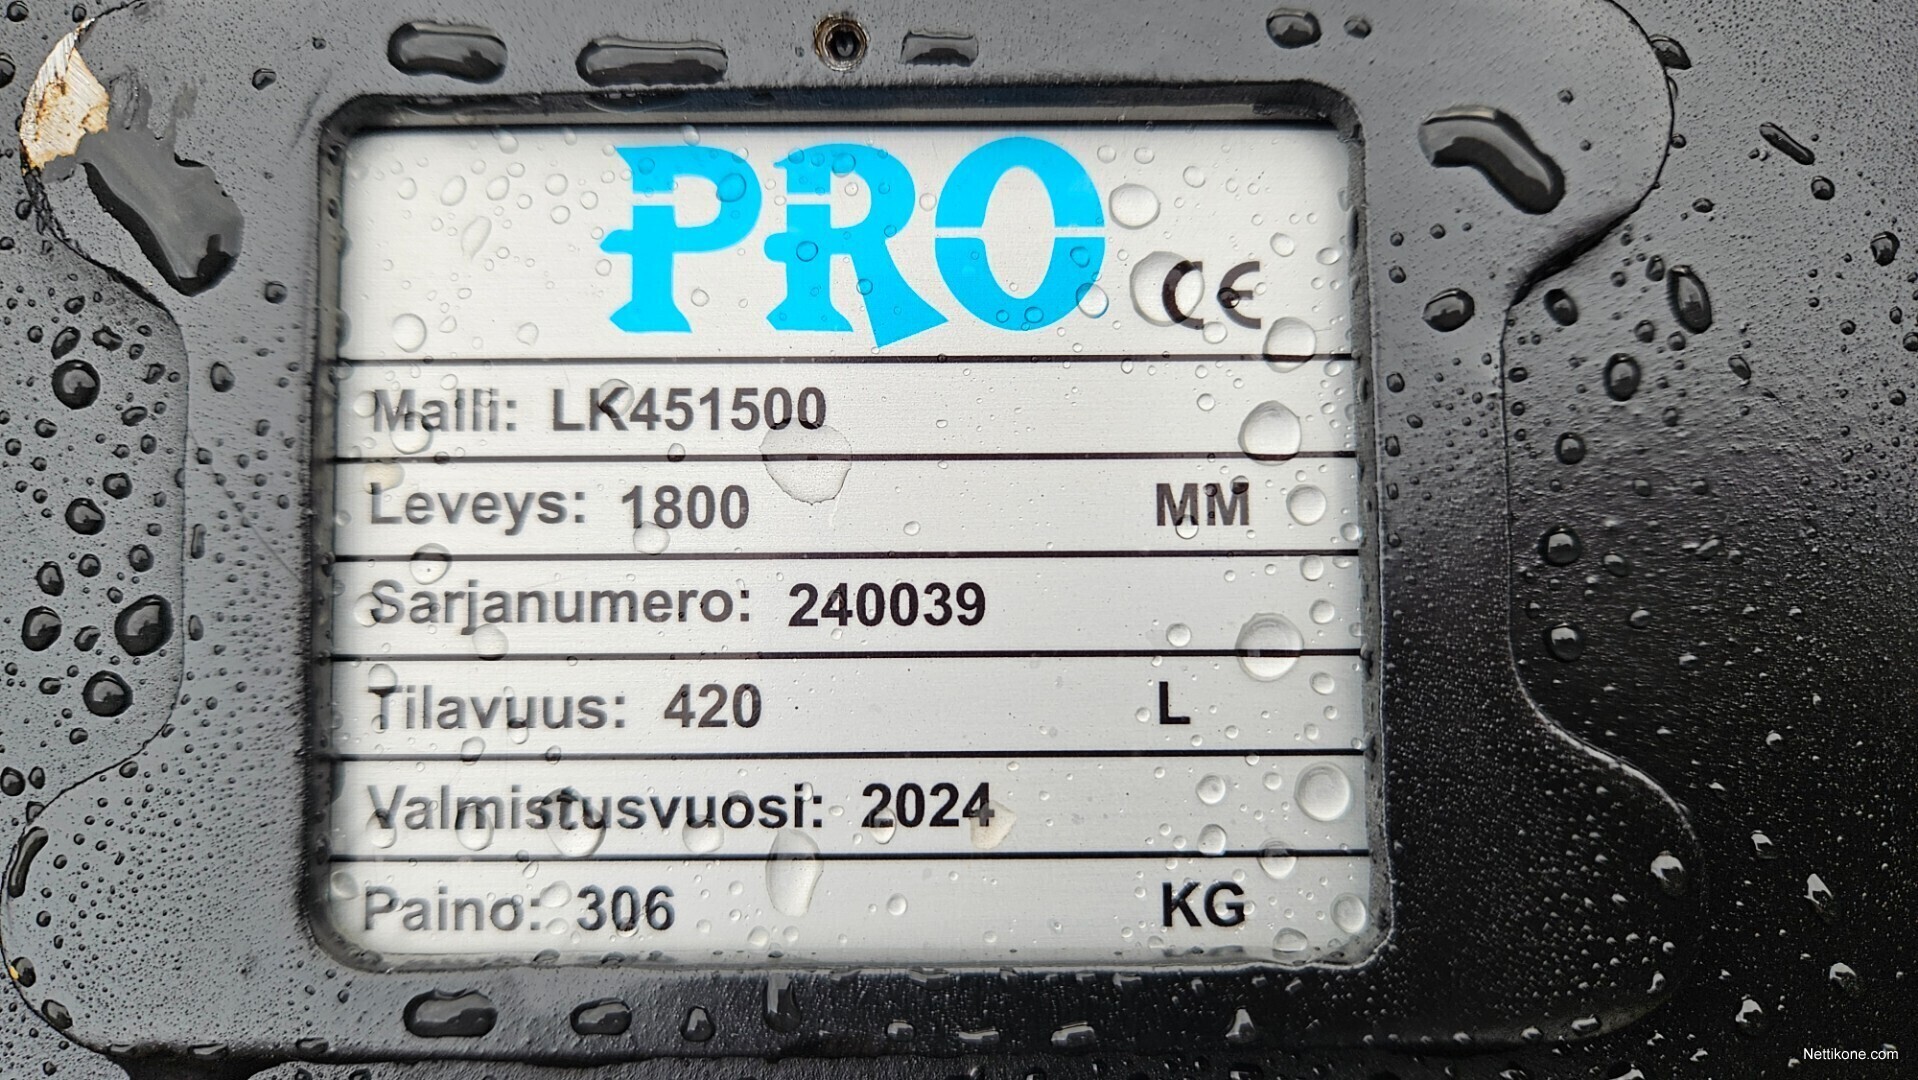 PRO
CE
Malli: LK451500
Leveys: 1800 MM
Sarjanumero: 240039
Tilavuus: 420 L
Valmistusvuosi: 2024
Paino: 306 KG
Nettikone.com